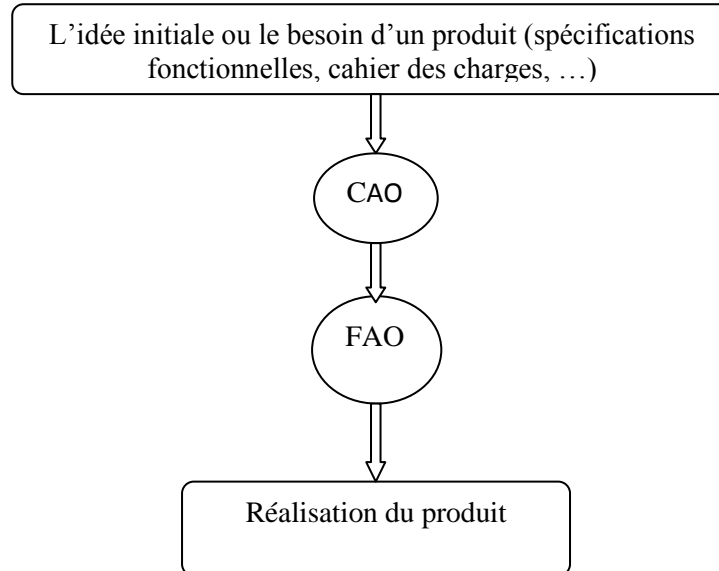 L’idée initiale ou le besoin d’un produit (spécifications
fonctionnelles, cahier des charges, …)
CAO
FAO
Réalisation du produit